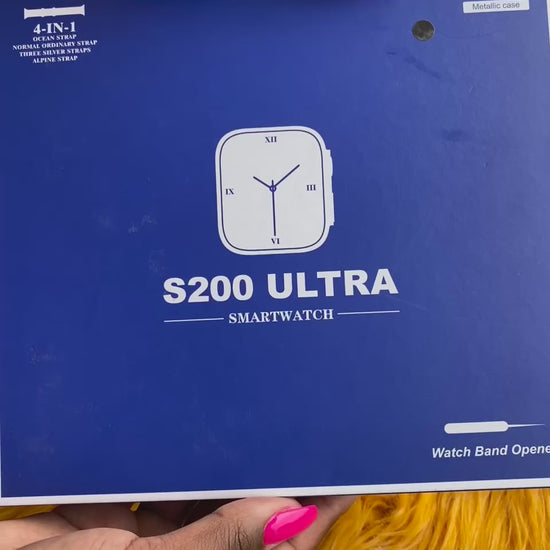 4-IN-1
OCEAN STRAP
NORMAL ORDINARY STRAP
THREE SILVER STRAPS
ALPINE STRAP
Metallic case
XII
IX III
VI
S200 ULTRA
SMARTWATCH
Watch Band Opene